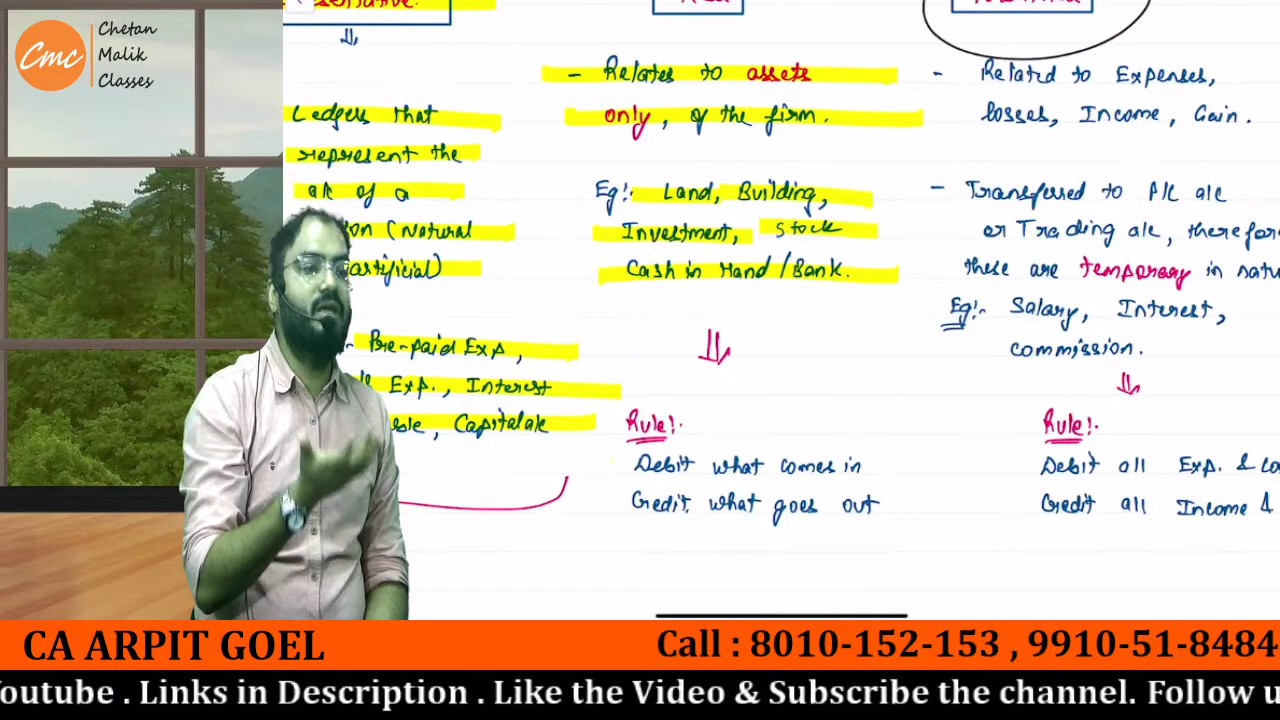 Cmc
Chetan
Malik
Classes
Ledgers that
represent the
a/c of a
(Natural
artificial)
Pre-paid Exp,
Exp., Interest
Capital a/c
- Relates to assets
only, of the firm.
Eg:- Land, Building,
Investment, Stock
Cash in Hand / Bank.
Rule:-
Debit what comes in
Credit what goes out
- Related to Expenses,
losses, Income, Gain.
- Transferred to P/L a/c
or Trading a/c, therefor
these are temporary in natu
Eg:- Salary, Interest,
commission.
Rule:-
Debit all Exp. &
Credit all Income &
CA ARPIT GOEL
Call : 8010-152-153 , 9910-51-8484
Youtube . Links in Description . Like the Video & Subscribe the channel. Follow u